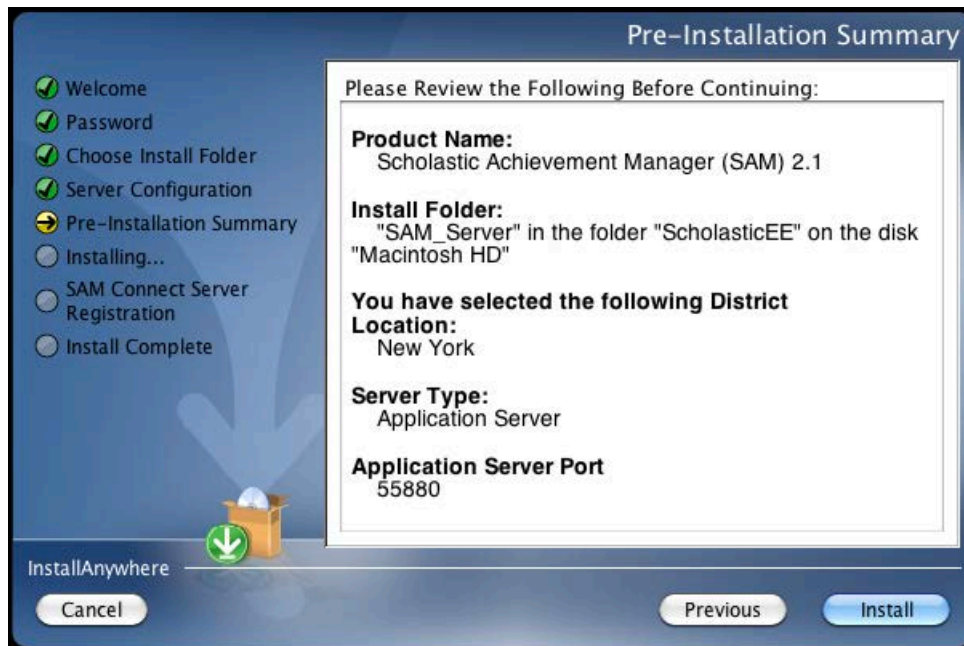 Pre-Installation Summary
Welcome
Password
Choose Install Folder
Server Configuration
Pre-Installation Summary
Installing...
SAM Connect Server
Registration
Install Complete
Please Review the Following Before Continuing:
Product Name:
Scholastic Achievement Manager (SAM) 2.1
Install Folder:
"SAM_Server" in the folder "ScholasticEE" on the disk
"Macintosh HD"
You have selected the following District
Location:
New York
Server Type:
Application Server
Application Server Port
55880
InstallAnywhere
Cancel
Previous
Install